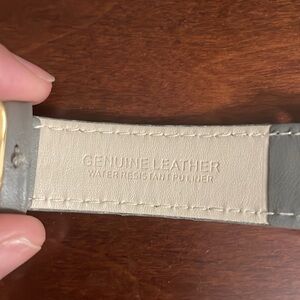 GENUINE LEATHER
WATER RESISTANT PU LINER